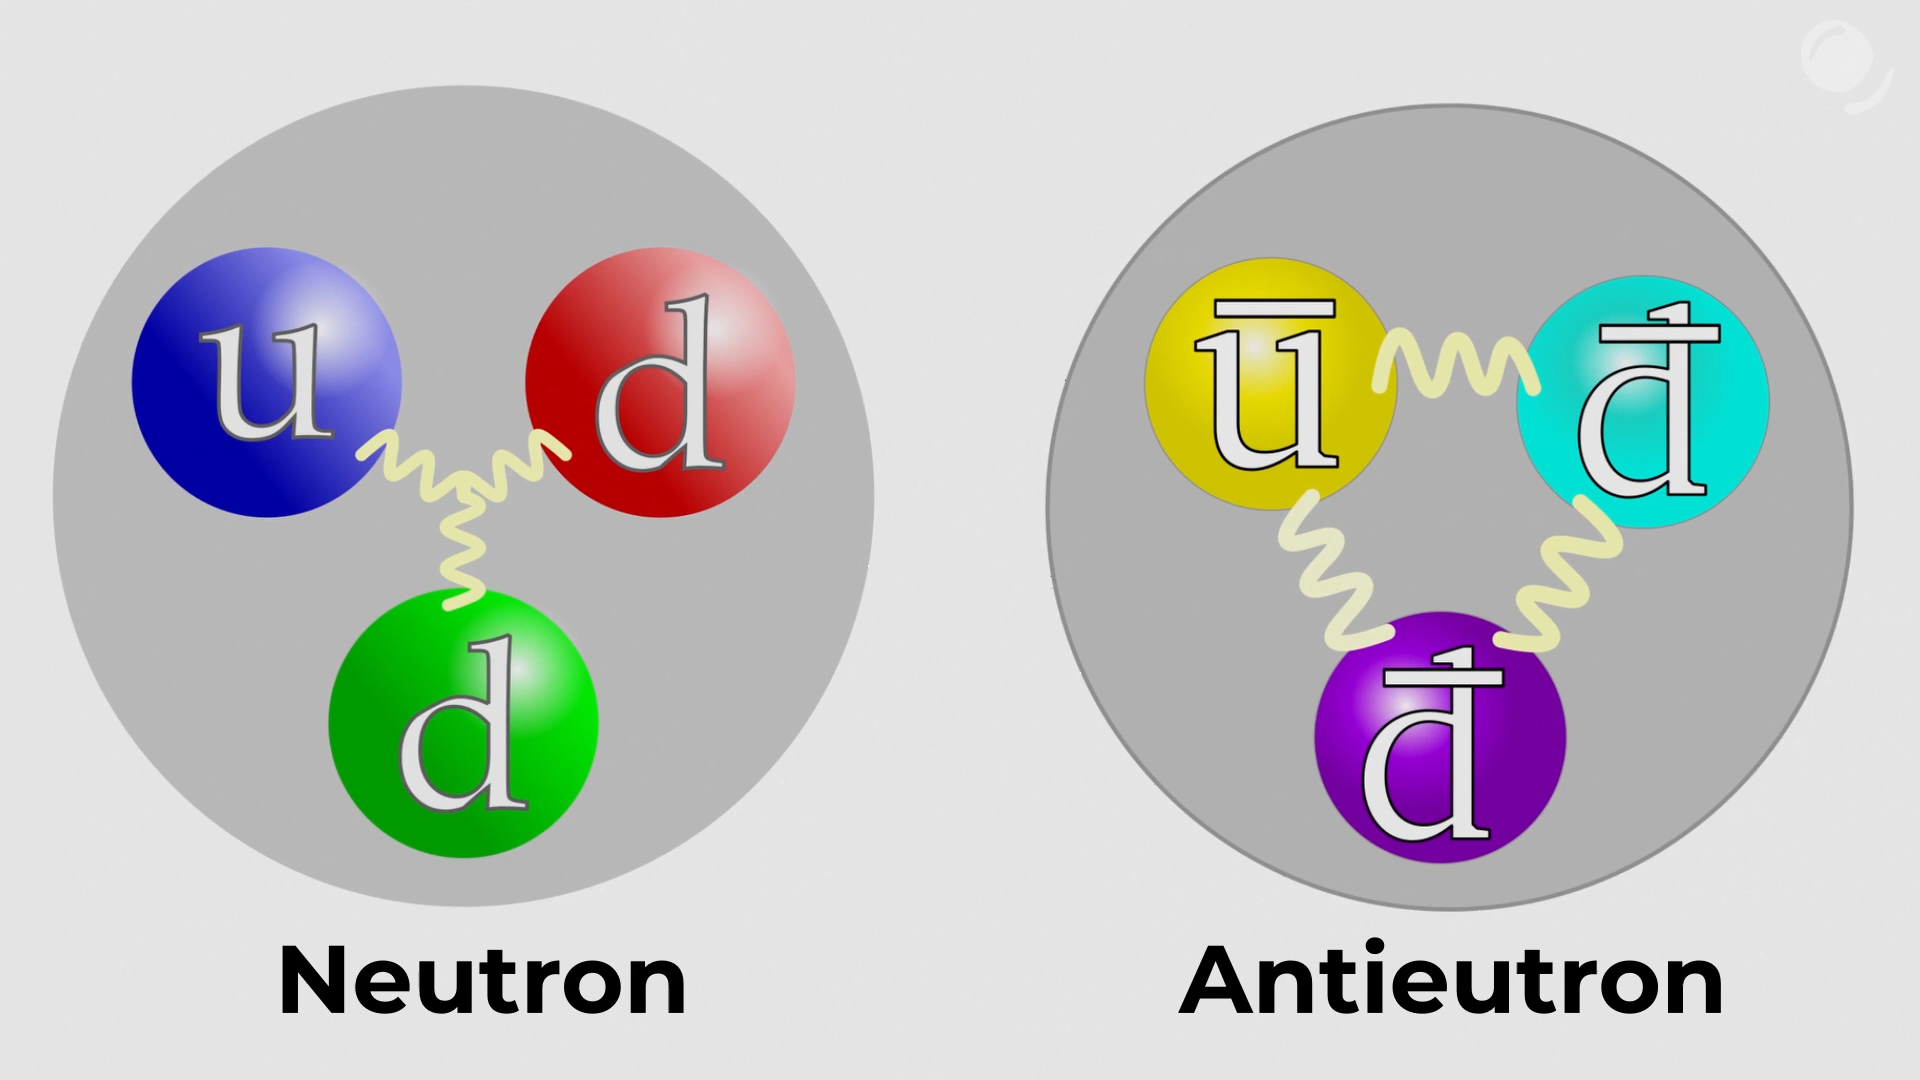 u d
d
Neutron
u̅ d̅
d̅
Antieutron